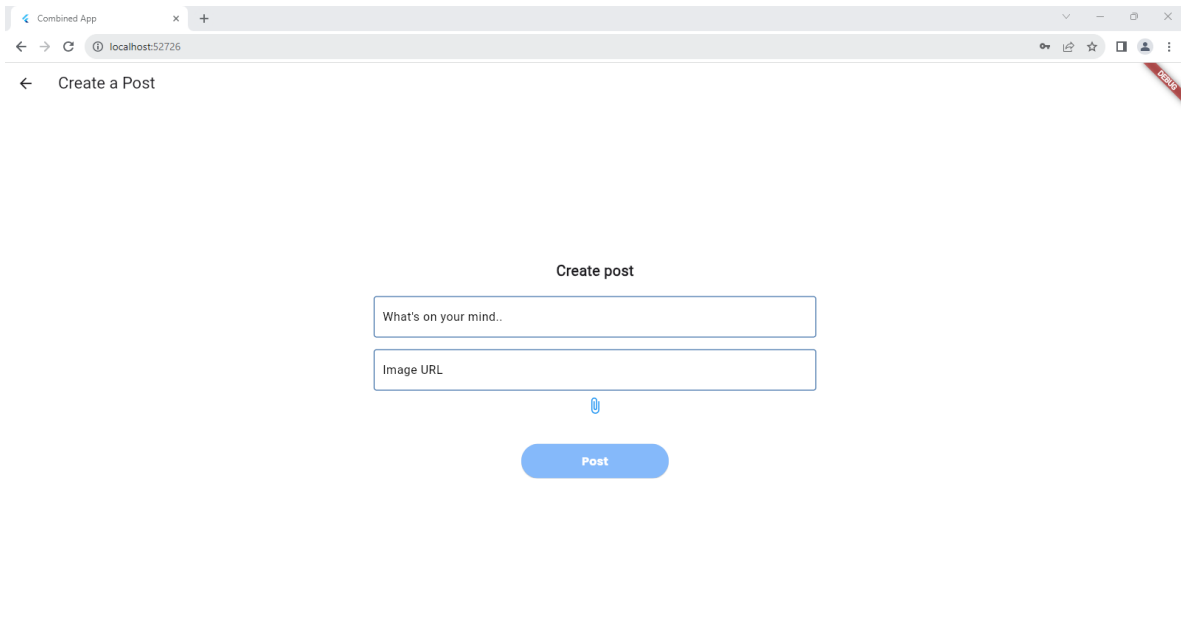 Combined App
localhost:52726
Create a Post
DEBUG
Create post
What's on your mind..
Image URL
Post